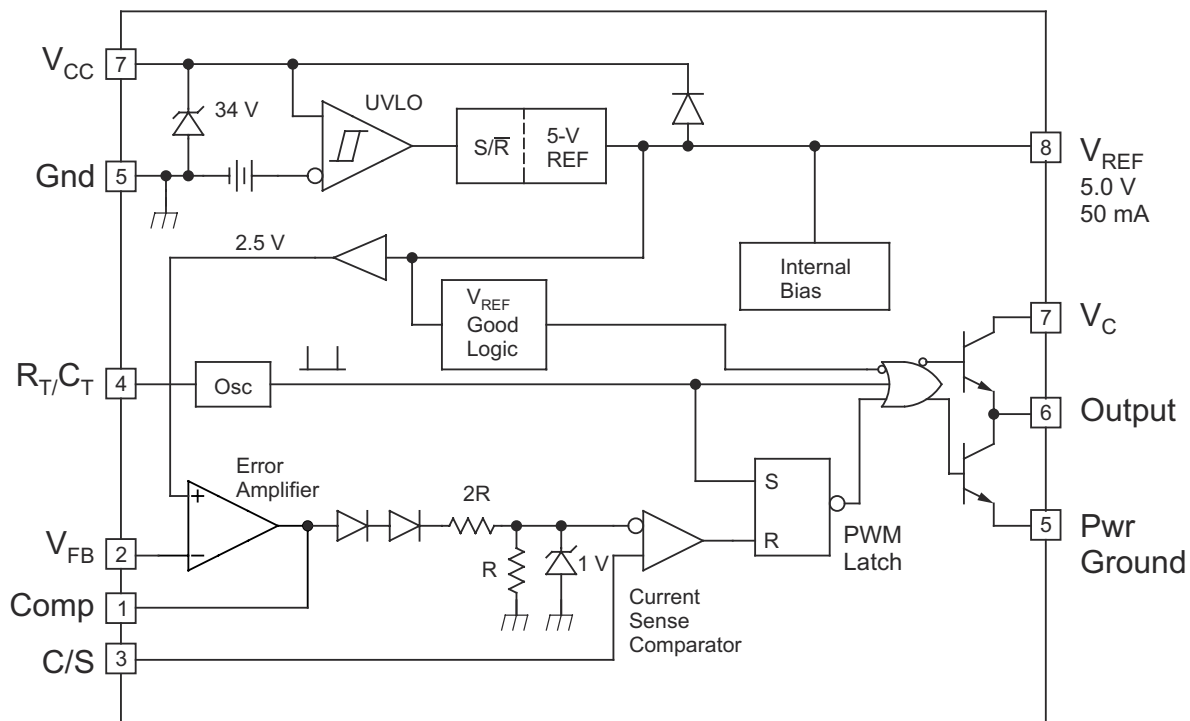 V_CC 7
34 V
UVLO
S/R̅
5-V
REF
8 V_REF
5.0 V
50 mA
Gnd 5
2.5 V
Internal
Bias
V_REF
Good
Logic
7 V_C
R_T/C_T 4
Osc
6 Output
Error
Amplifier
+
−
2R
S
R
PWM
Latch
5 Pwr
Ground
V_FB 2
R
1 V
Comp 1
Current
Sense
Comparator
C/S 3